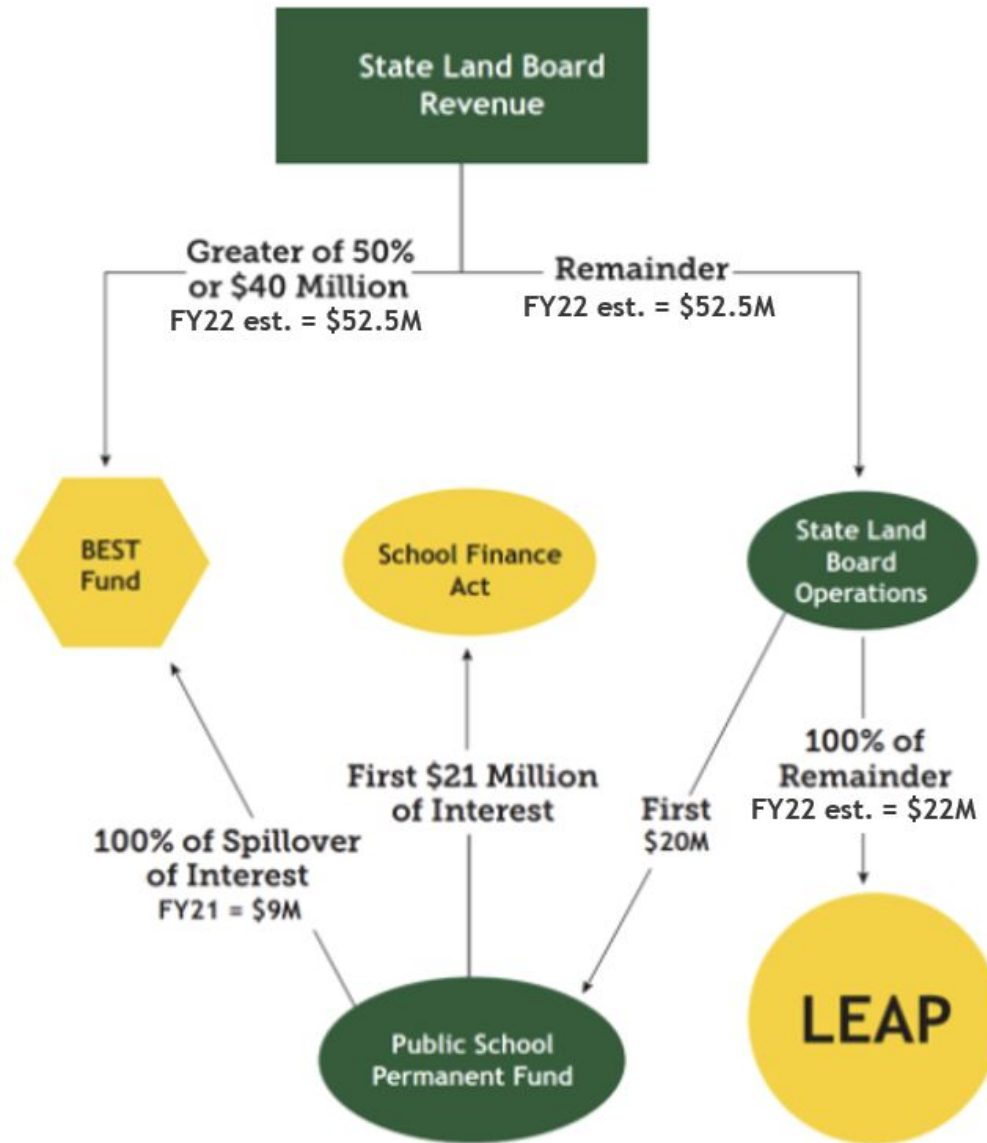 State Land Board
Revenue
Greater of 50%
or $40 Million
FY22 est. = $52.5M
Remainder
FY22 est. = $52.5M
BEST
Fund
School Finance
Act
State Land
Board
Operations
100% of Spillover
of Interest
FY21 = $9M
First $21 Million
of Interest
First
$20M
100% of
Remainder
FY22 est. = $22M
Public School
Permanent Fund
LEAP